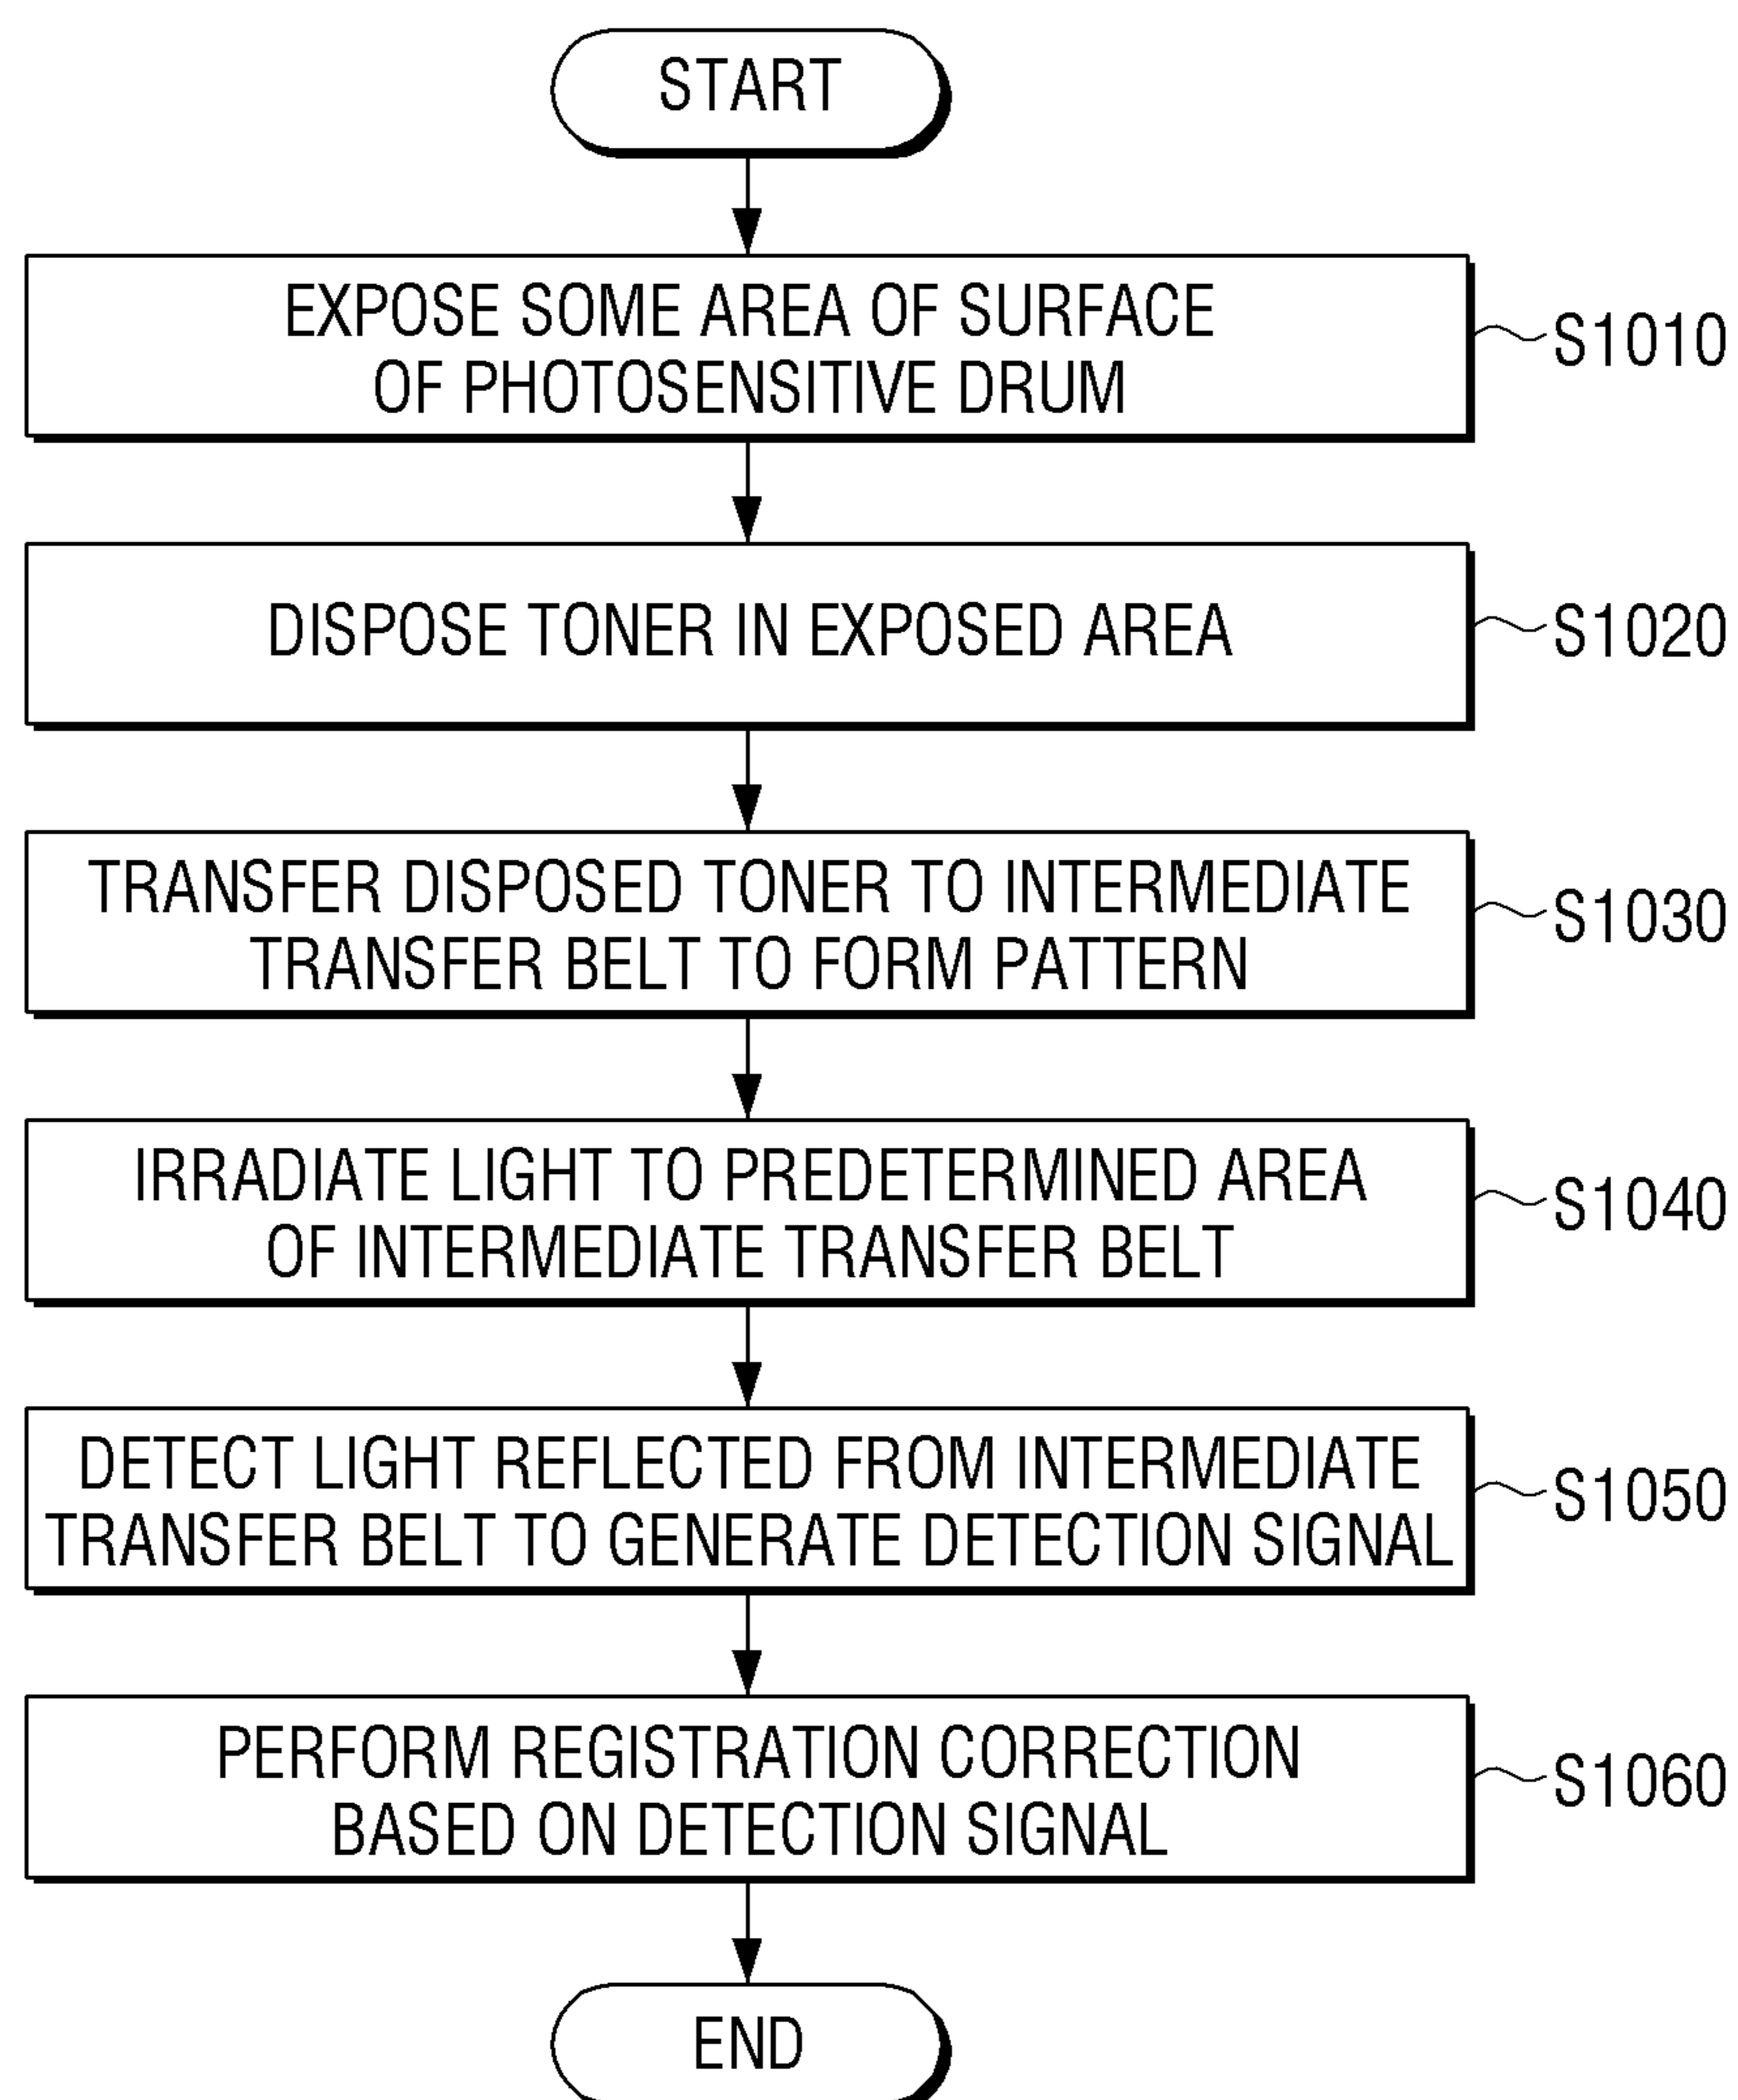 START
EXPOSE SOME AREA OF SURFACE
OF PHOTOSENSITIVE DRUM
S1010
DISPOSE TONER IN EXPOSED AREA
S1020
TRANSFER DISPOSED TONER TO INTERMEDIATE
TRANSFER BELT TO FORM PATTERN
S1030
IRRADIATE LIGHT TO PREDETERMINED AREA
OF INTERMEDIATE TRANSFER BELT
S1040
DETECT LIGHT REFLECTED FROM INTERMEDIATE
TRANSFER BELT TO GENERATE DETECTION SIGNAL
S1050
PERFORM REGISTRATION CORRECTION
BASED ON DETECTION SIGNAL
S1060
END